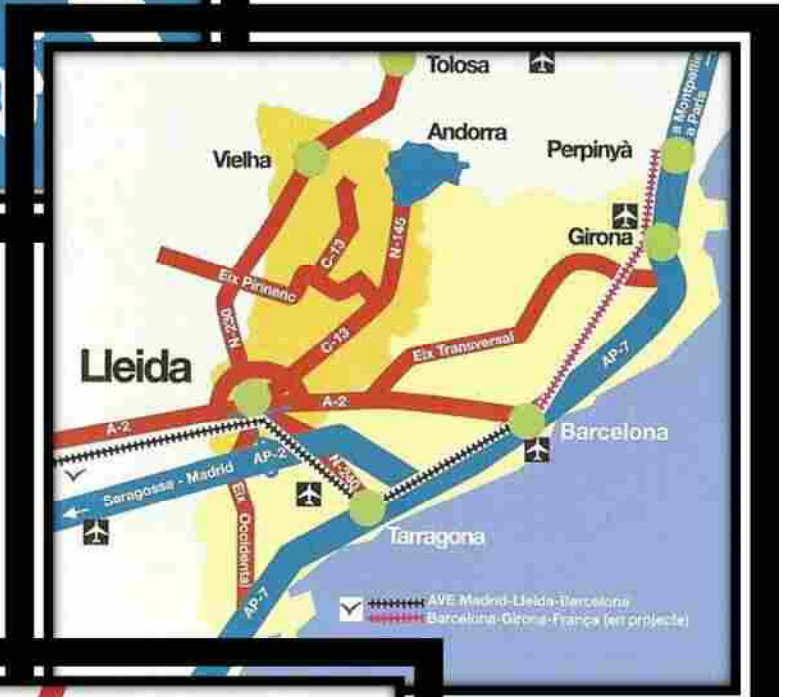 Tolosa
a Montpellier
a Paris
Andorra
Vielha
Perpinyà
Girona
C-13
N-145
Eix Pirinenc
N-230
C-13
Eix Transversal
AP-7
Lleida
A-2
A-2
Barcelona
AP-2
N-240
Saragossa - Madrid
Eix Occidental
Tarragona
AP-7
AVE Madrid-Lleida-Barcelona
Barcelona-Girona-França (en projecte)